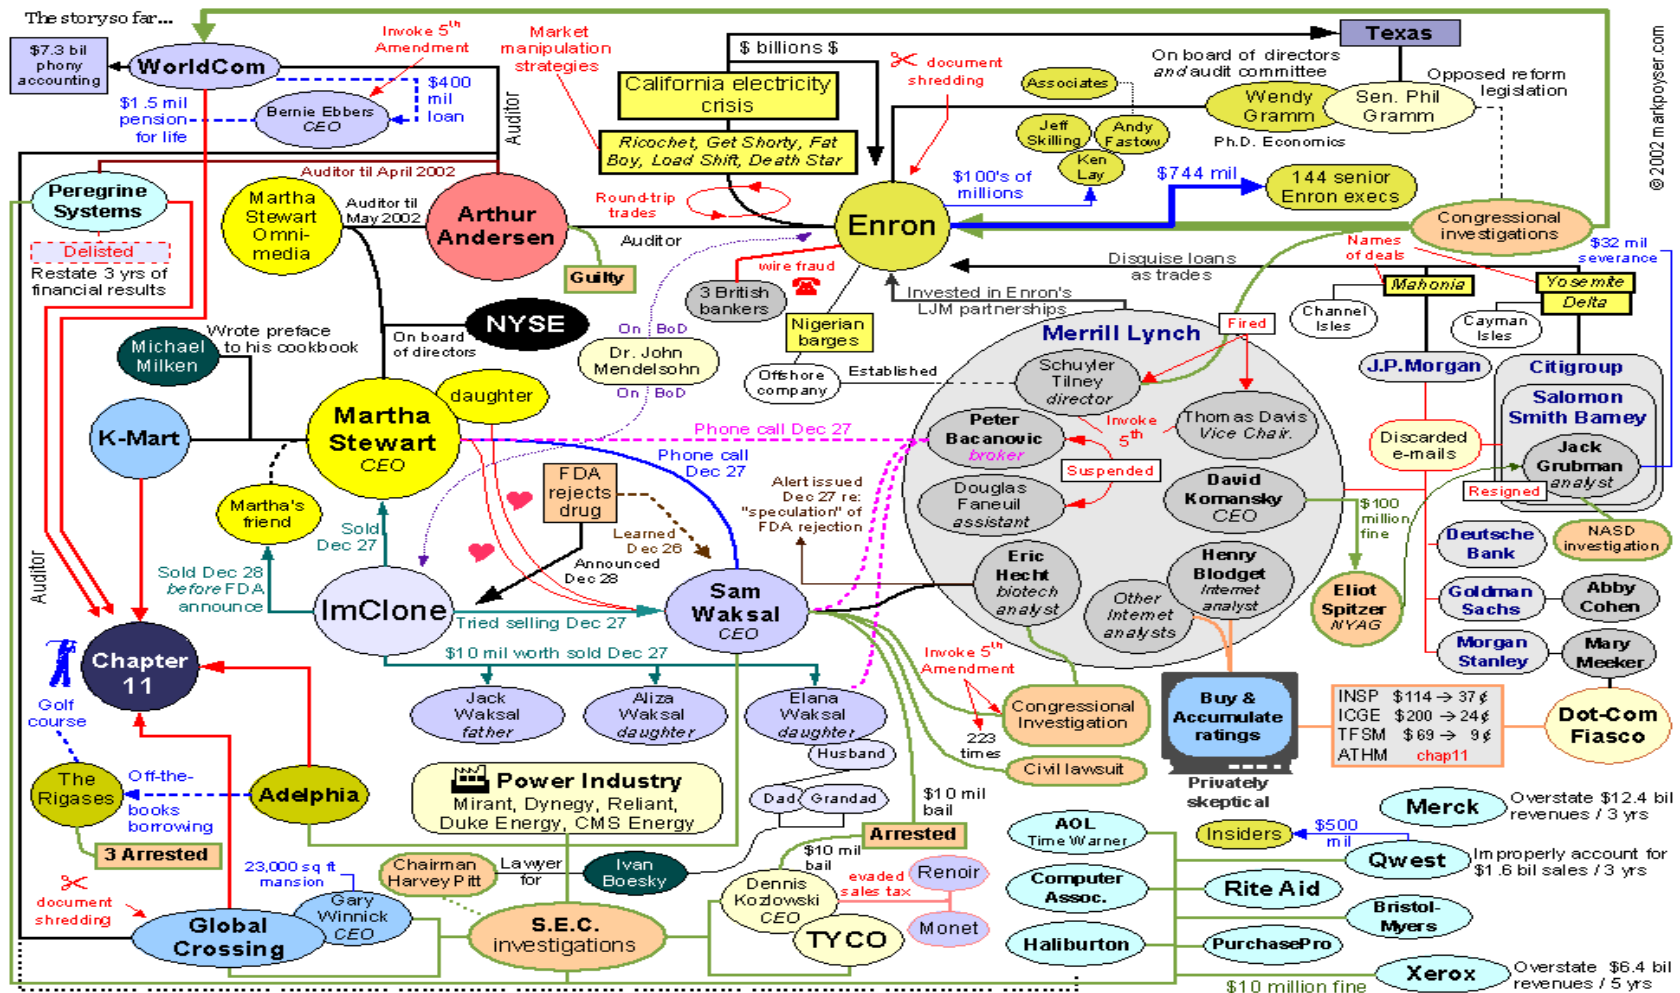 The story so far...
$7.3 bil
phony
accounting
WorldCom
Invoke 5th
Amendment
$400
mil
loan
$1.5 mil
pension
for life
Bernie Ebbers
CEO
Auditor
Market
manipulation
strategies
$ billions $
California electricity
crisis
Ricochet, Get Shorty, Fat
Boy, Load Shift, Death Star
document
shredding
Associates
Jeff
Skilling
Andy
Fastow
Ken
Lay
On board of directors
and audit committee
Texas
Wendy
Gramm
Sen. Phil
Gramm
Ph.D. Economics
Opposed reform
legislation
© 2002 markpoyser.com
Auditor til April 2002
Peregrine
Systems
Delisted
Restate 3 yrs of
financial results
Martha
Stewart
Omni-
media
Auditor til
May 2002
Arthur
Andersen
Round-trip
trades
Auditor
Guilty
Enron
$100's of
millions
$744 mil
144 senior
Enron execs
Congressional
investigations
$32 mil
severance
Names
of deals
wire fraud
3 British
bankers
Nigerian
barges
Offshore
company
Established
Disguise loans
as trades
Invested in Enron's
LJM partnerships
Mahonia
Yosemite
Delta
Channel
Isles
Cayman
Isles
Michael
Milken
Wrote preface
to his cookbook
On board
of directors
NYSE
On BoD
Dr. John
Mendelsohn
On BoD
Merrill Lynch
Fired
Schuyler
Tilney
director
Thomas Davis
Vice Chair.
Invoke
5th
Peter
Bacanovic
broker
Suspended
Douglas
Faneuil
assistant
David
Komansky
CEO
Eric
Hecht
biotech
analyst
Henry
Blodget
Internet
analyst
Other
Internet
analysts
J.P.Morgan
Citigroup
Salomon
Smith Barney
Jack
Grubman
analyst
Resigned
Discarded
e-mails
NASD
investigation
$100
million
fine
Eliot
Spitzer
NYAG
Deutsche
Bank
Goldman
Sachs
Abby
Cohen
Morgan
Stanley
Mary
Meeker
K-Mart
Martha
Stewart
CEO
daughter
Martha's
friend
Phone call Dec 27
Phone call
Dec 27
FDA
rejects
drug
Learned
Dec 26
Announced
Dec 28
Alert issued
Dec 27 re:
"speculation" of
FDA rejection
Sold
Dec 27
Sold Dec 28
before FDA
announce
ImClone
Tried selling Dec 27
Sam
Waksal
CEO
$10 mil worth sold Dec 27
Jack
Waksal
father
Aliza
Waksal
daughter
Elana
Waksal
daughter
Husband
Dad
Grandad
Invoke 5th
Amendment
223
times
Congressional
Investigation
Civil lawsuit
$10 mil
bail
Arrested
Auditor
Chapter
11
Golf
course
The
Rigases
Off-the-
books
borrowing
Adelphia
3 Arrested
Power Industry
Mirant, Dynegy, Reliant,
Duke Energy, CMS Energy
Chairman
Harvey Pitt
Lawyer
for
Ivan
Boesky
$10 mil
bail
Dennis
Kozlowski
CEO
TYCO
evaded
sales tax
Renoir
Monet
document
shredding
23,000 sq ft
mansion
Gary
Winnick
CEO
Global
Crossing
S.E.C.
investigations
Buy &
Accumulate
ratings
Privately
skeptical
INSP $114 → 37¢
ICGE $200 → 24¢
TFSM $69 → 9¢
ATHM chap11
Dot-Com
Fiasco
AOL
Time Warner
Computer
Assoc.
Haliburton
Insiders
$500
mil
Rite Aid
PurchasePro
Merck
Overstate $12.4 bil
revenues / 3 yrs
Qwest
Improperly account for
$1.6 bil sales / 3 yrs
Bristol-
Myers
Xerox
Overstate $6.4 bil
revenues / 5 yrs
$10 million fine